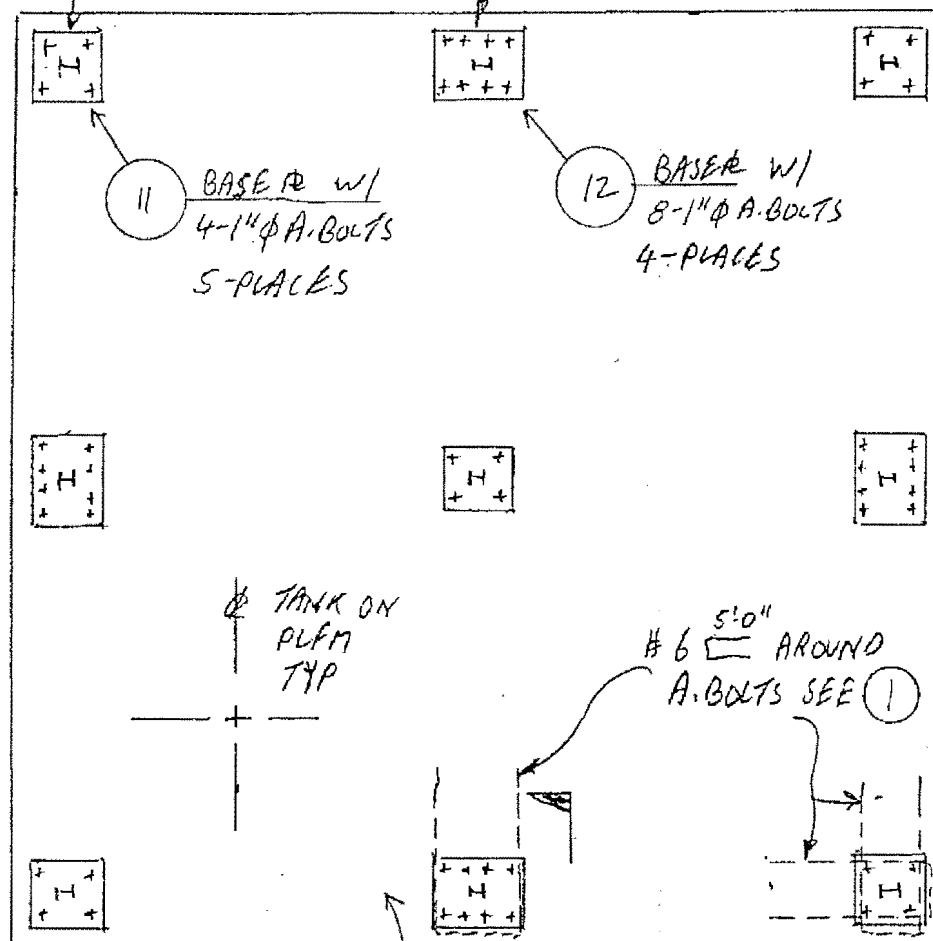 11
BASE ℄ W/
4-1"φ A.BOLTS
5-PLACES
12
BASE ℄ W/
8-1"φ A.BOLTS
4-PLACES
℄ TANK ON
PLFM
TYP
#6 5'0" AROUND
A.BOLTS SEE 1